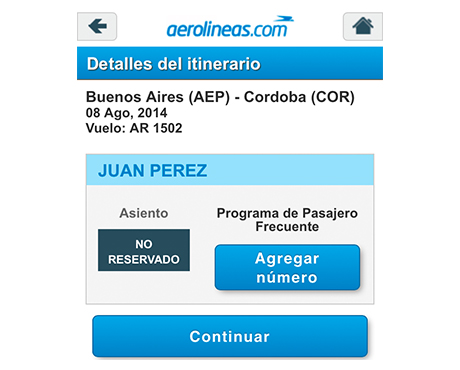 aerolineas.com
Detalles del itinerario
Buenos Aires (AEP) - Cordoba (COR)
08 Ago, 2014
Vuelo: AR 1502
JUAN PEREZ
Asiento
NO
RESERVADO
Programa de Pasajero
Frecuente
Agregar
número
Continuar